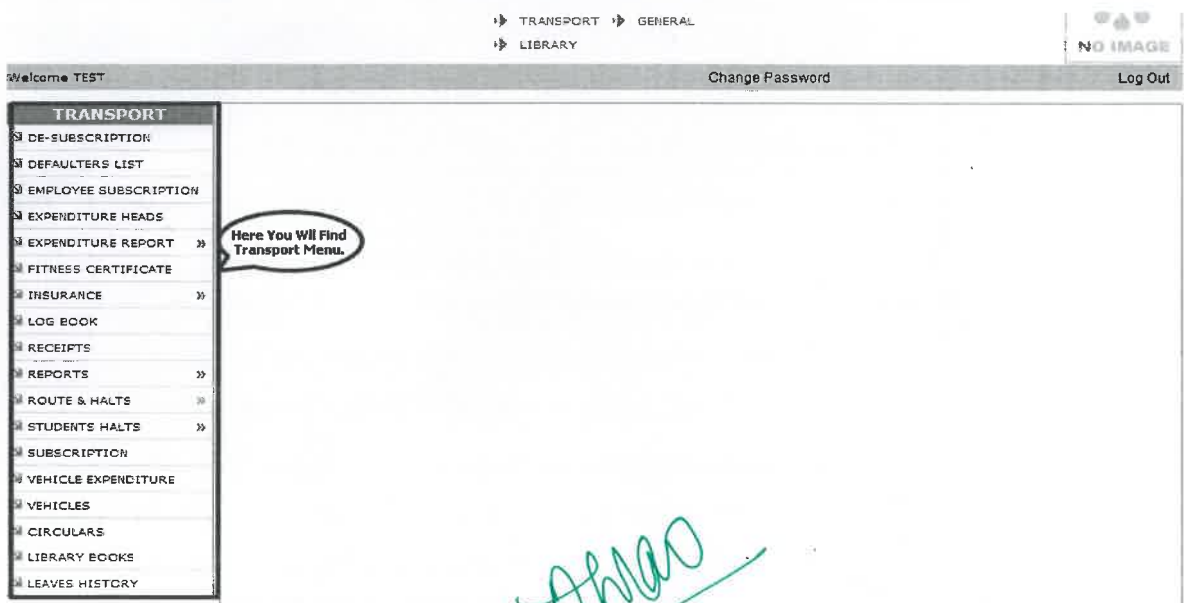 TRANSPORT GENERAL
LIBRARY
NO IMAGE
Welcome TEST Change Password Log Out
TRANSPORT
DE-SUBSCRIPTION
DEFAULTERS LIST
EMPLOYEE SUBSCRIPTION
EXPENDITURE HEADS
EXPENDITURE REPORT »
Here You Wll Find
Transport Menu.
FITNESS CERTIFICATE
INSURANCE »
LOG BOOK
RECEIPTS
REPORTS »
ROUTE & HALTS »
STUDENTS HALTS »
SUBSCRIPTION
VEHICLE EXPENDITURE
VEHICLES
CIRCULARS
LIBRARY BOOKS
LEAVES HISTORY